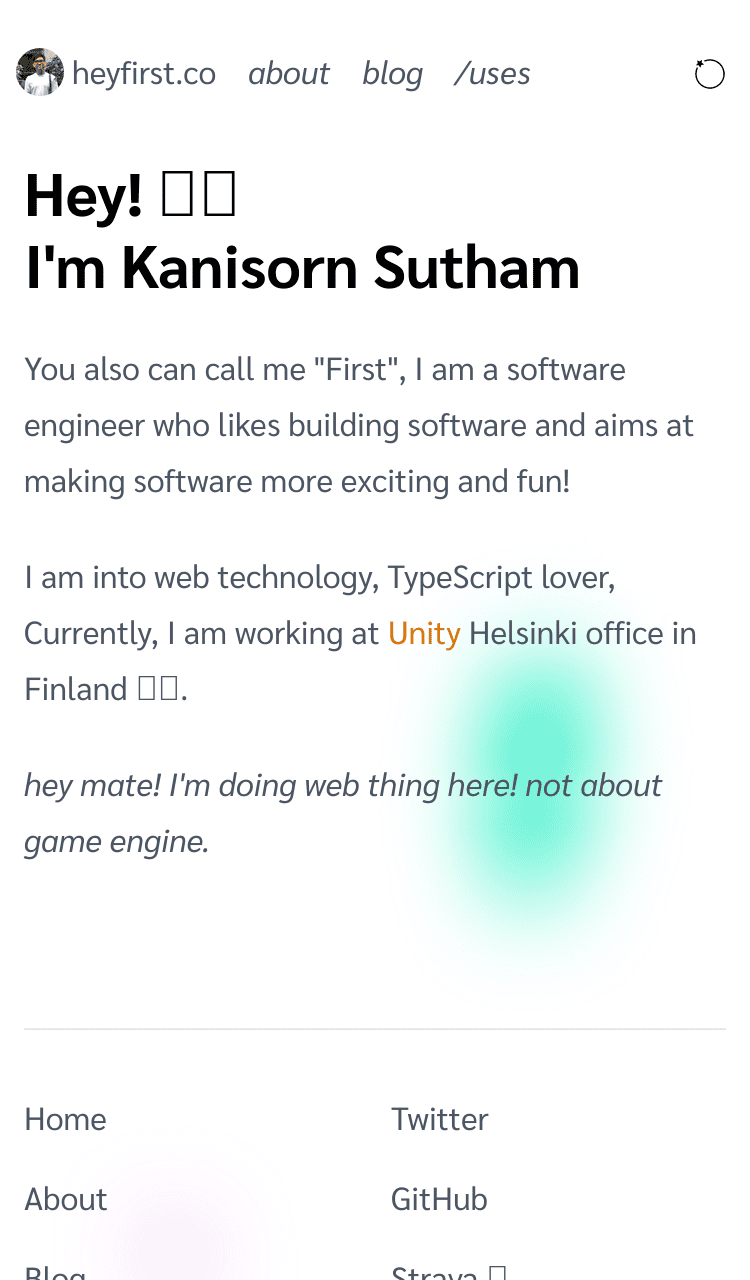 heyfirst.co about blog /uses
Hey!
I'm Kanisorn Sutham
You also can call me "First", I am a software
engineer who likes building software and aims at
making software more exciting and fun!
I am into web technology, TypeScript lover,
Currently, I am working at Unity Helsinki office in
Finland .
hey mate! I'm doing web thing here! not about
game engine.
Home
Twitter
About
GitHub
Blog
Strava